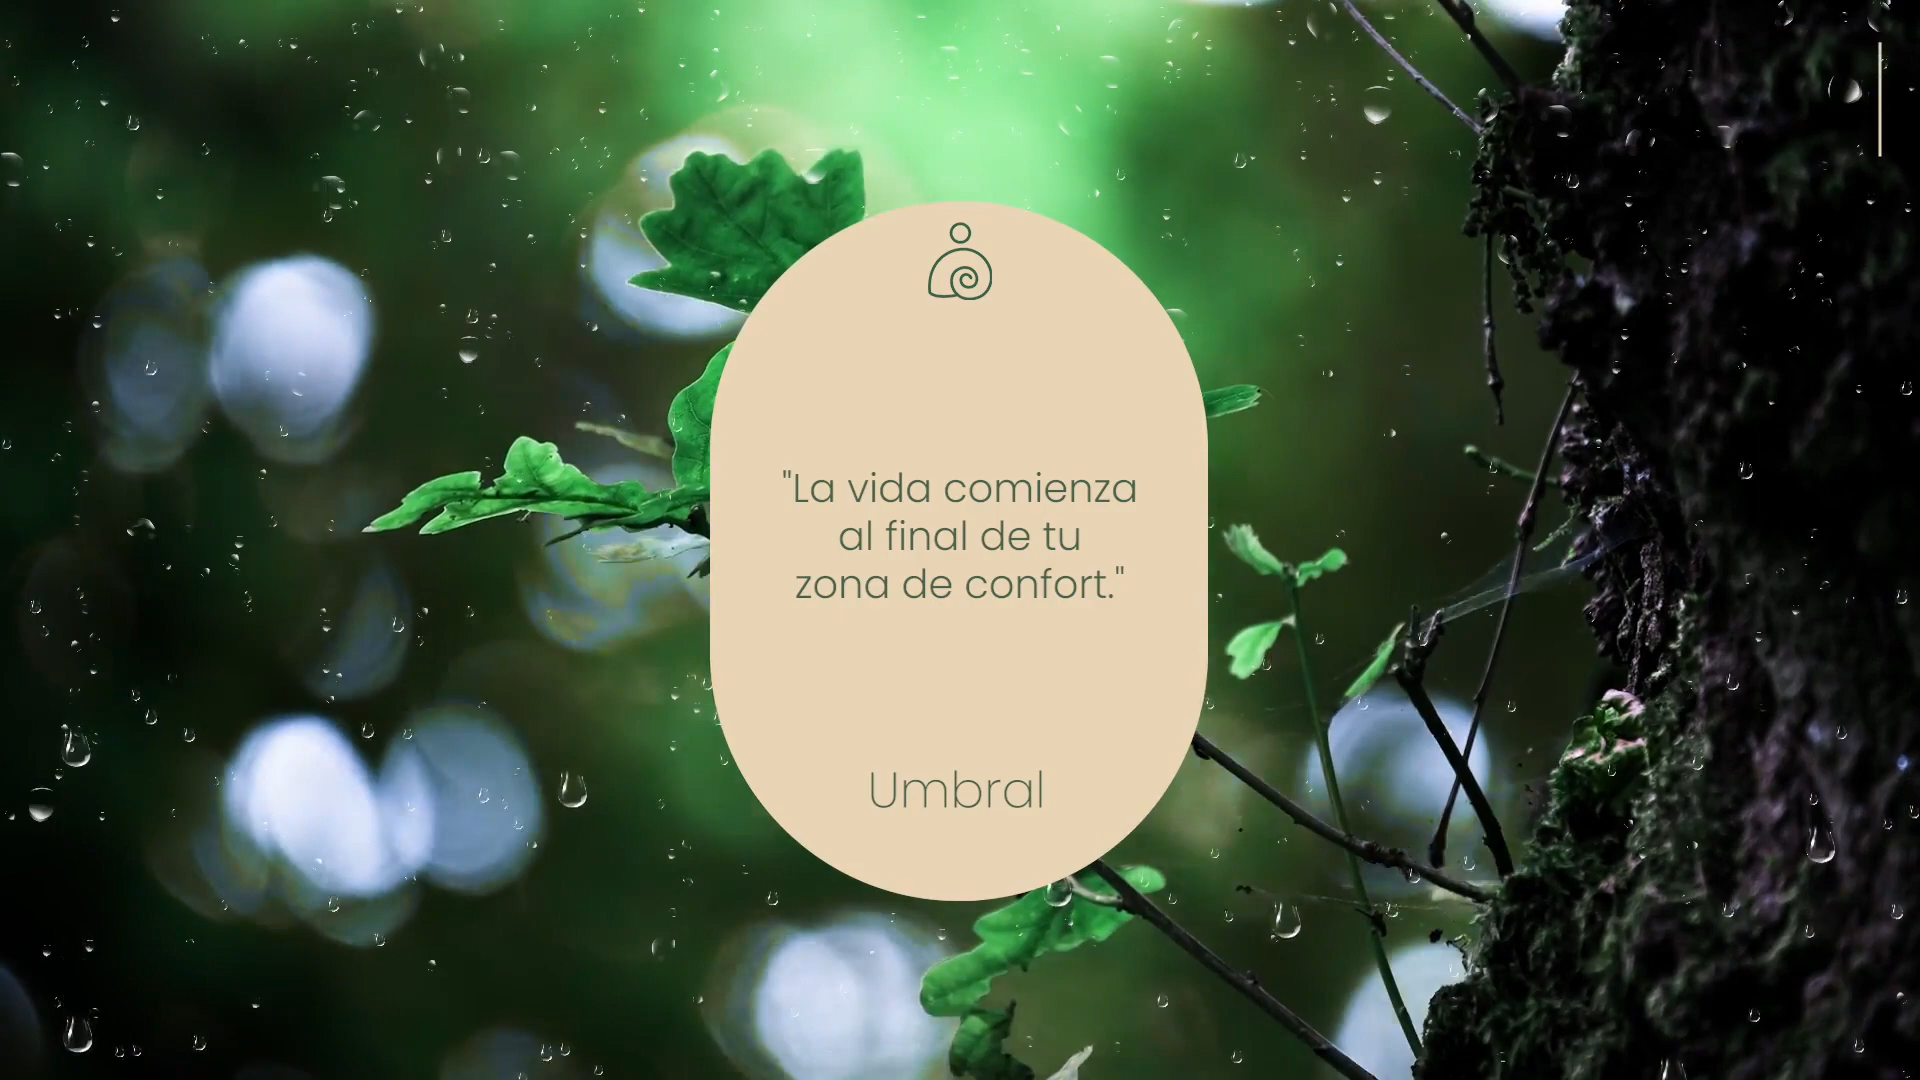 "La vida comienza
al final de tu
zona de confort."
Umbral